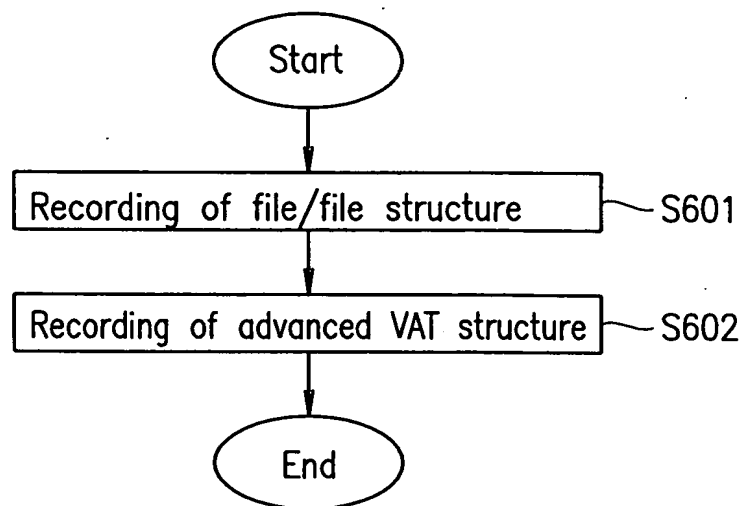 Start
Recording of file/file structure S601
Recording of advanced VAT structure S602
End